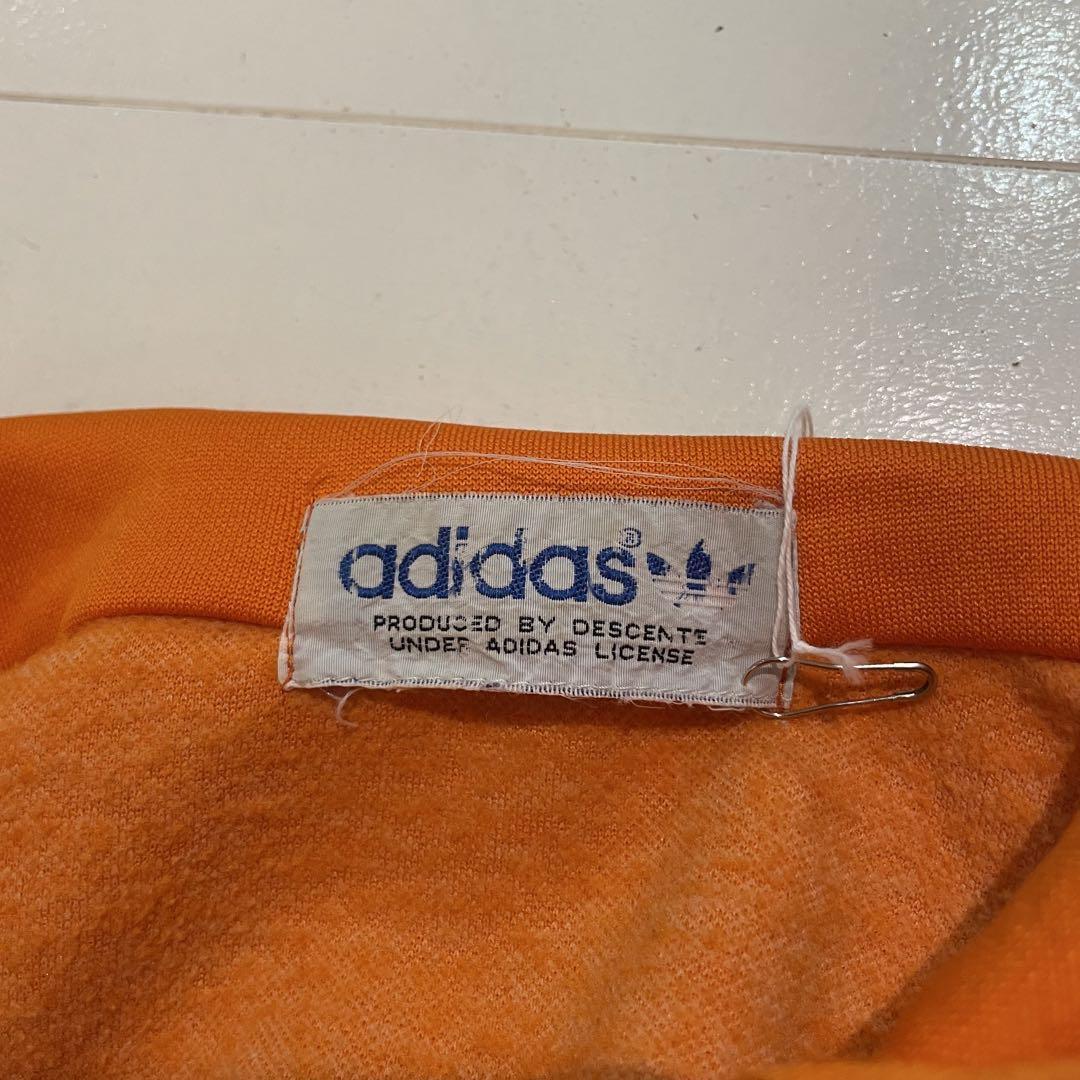 adidas®
PRODUCED BY DESCENTE
UNDER ADIDAS LICENSE